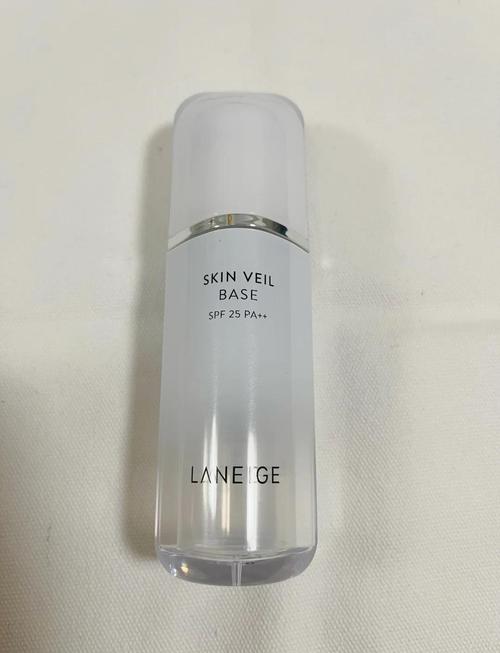 SKIN VEIL
BASE
SPF 25 PA++
LANEIGE